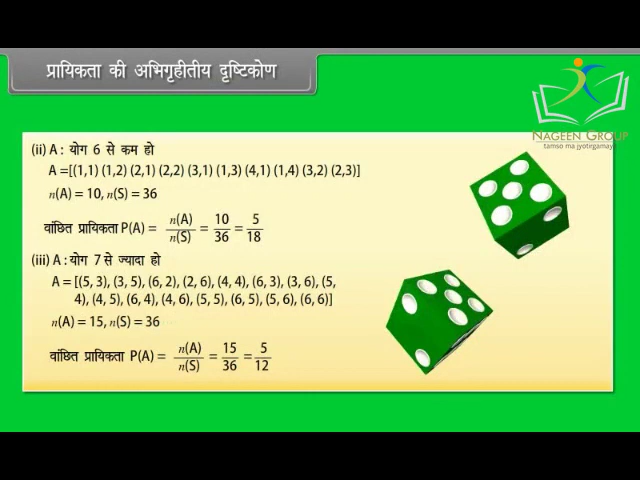 प्रायिकता की अभिगृहीतीय दृष्टिकोण
NAGEEN GROUP
tamso ma jyotegamay
(ii) A : योग 6 से कम हो
A =[(1,1) (1,2) (2,1) (2,2) (3,1) (1,3) (4,1) (1,4) (3,2) (2,3)]
n(A) = 10, n(S) = 36
वांछित प्रायिकता P(A) = n(A)/n(S) = 10/36 = 5/18
(iii) A : योग 7 से ज्यादा हो
A = [(5, 3), (3, 5), (6, 2), (2, 6), (4, 4), (6, 3), (3, 6), (5,
4), (4, 5), (6, 4), (4, 6), (5, 5), (6, 5), (5, 6), (6, 6)]
n(A) = 15, n(S) = 36
वांछित प्रायिकता P(A) = n(A)/n(S) = 15/36 = 5/12